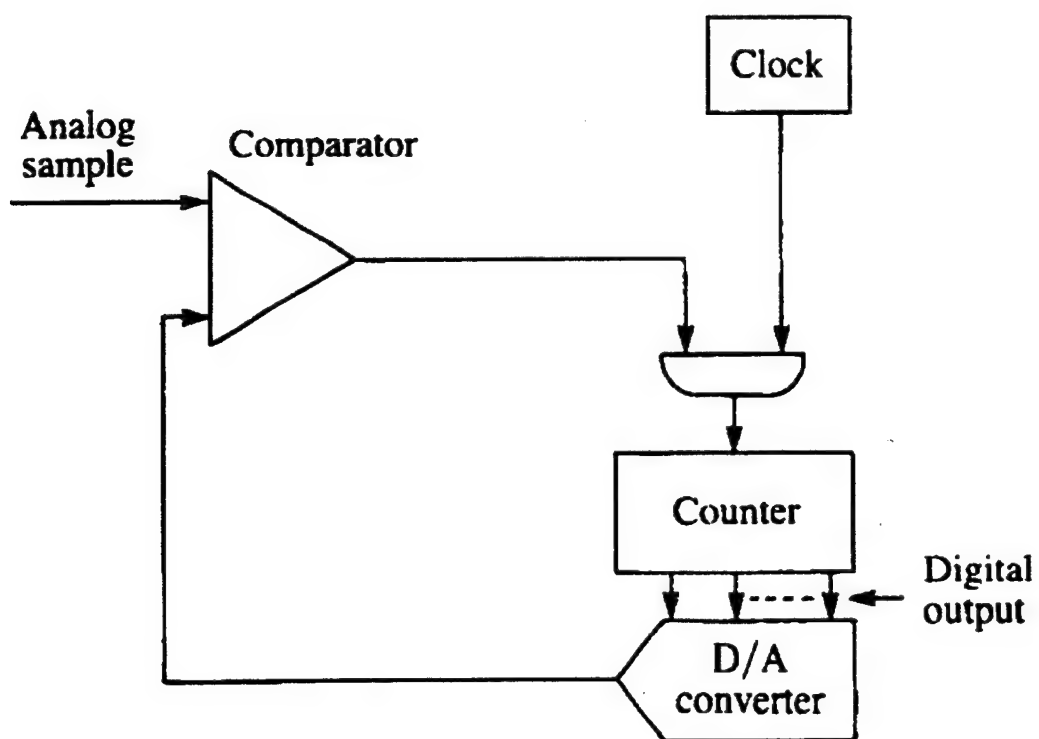 Clock
Analog
sample
Comparator
Counter
Digital
output
D/A
converter